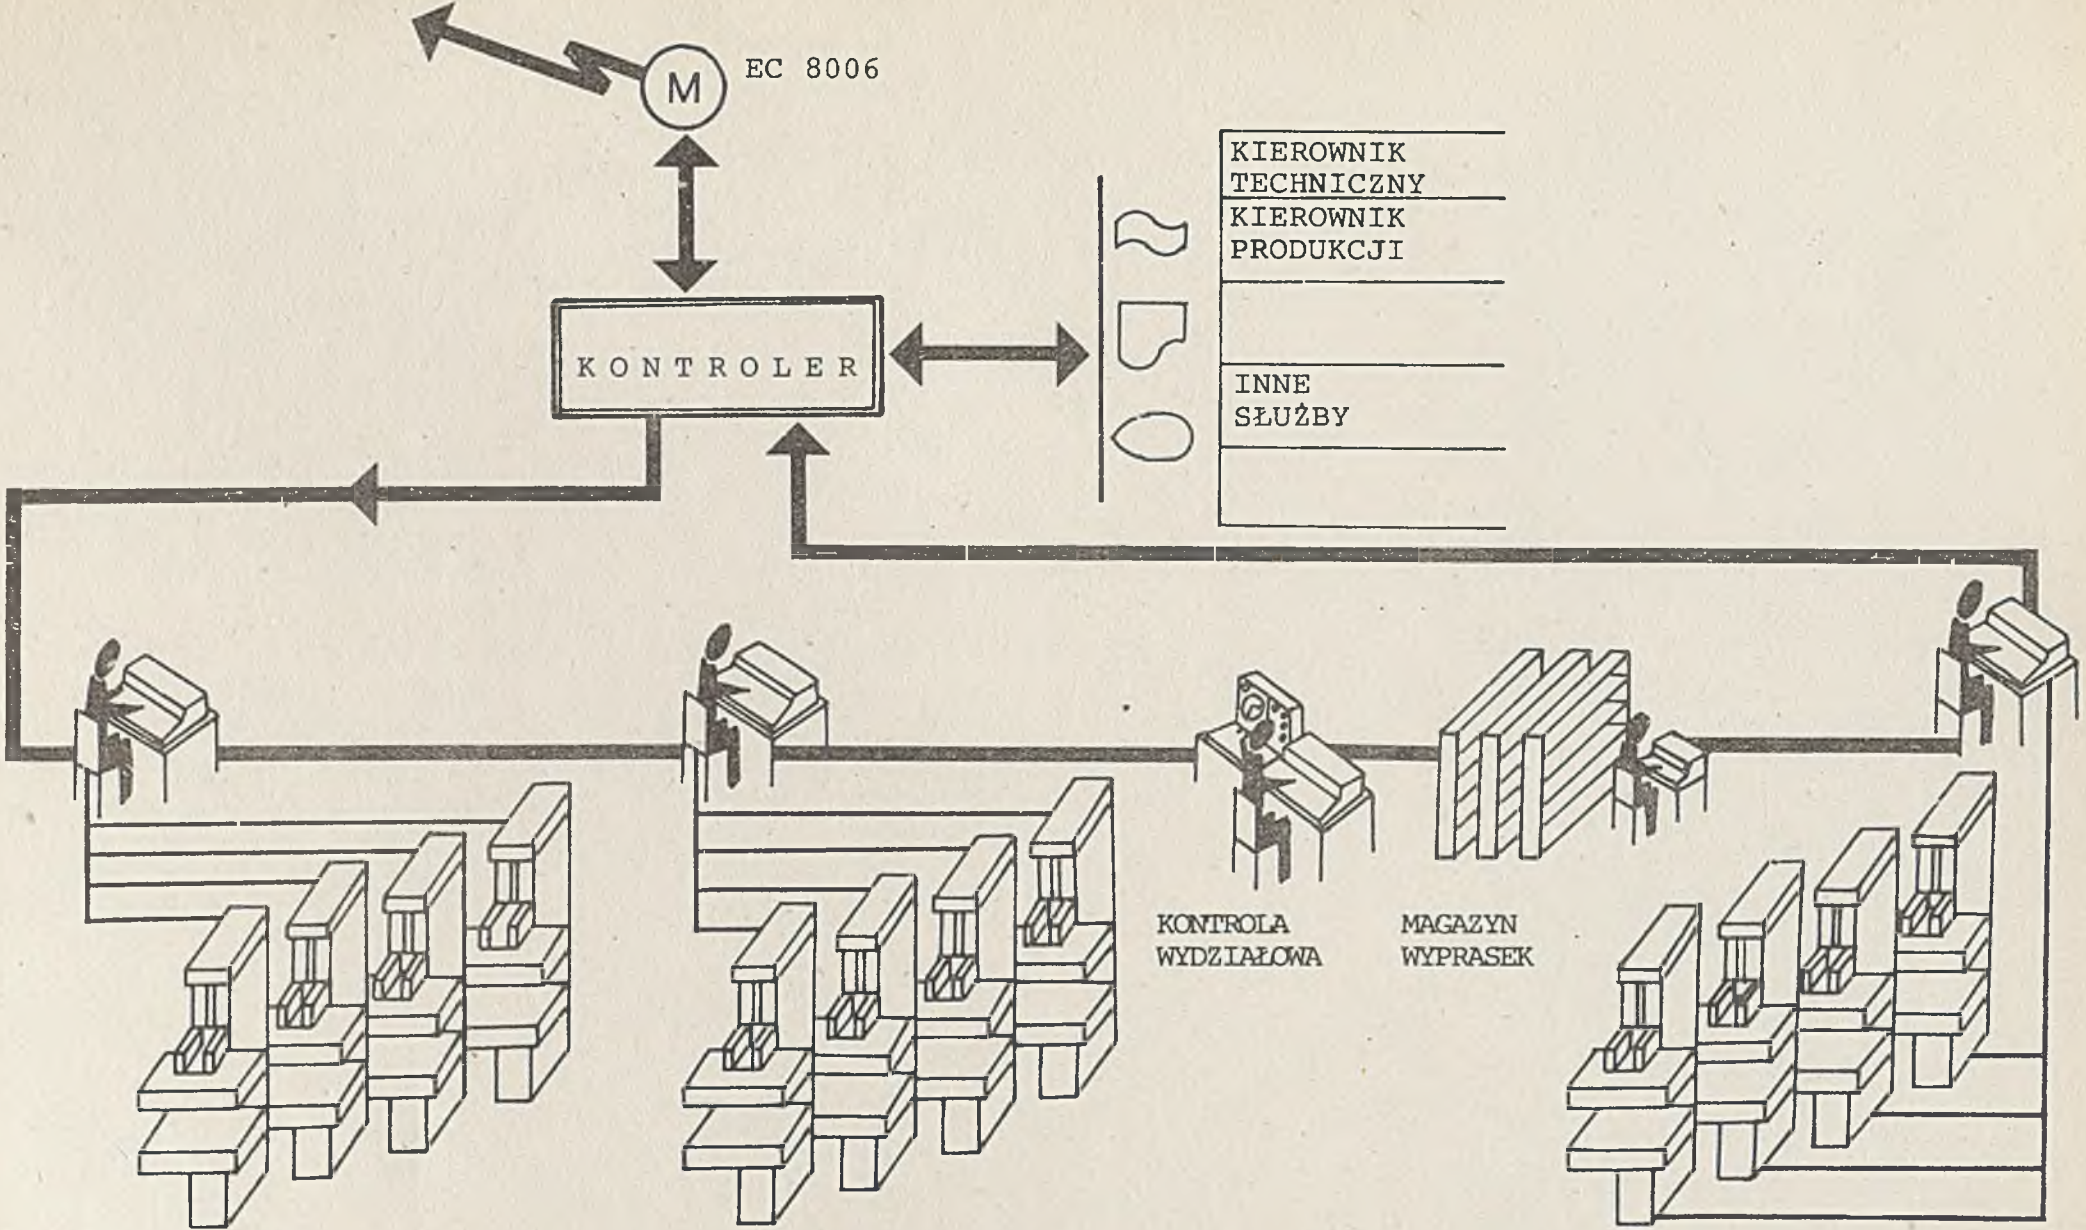 M
EC 8006
KIEROWNIK
TECHNICZNY
KIEROWNIK
PRODUKCJI
KONTROLER
INNE
SŁUŻBY
KONTROLA
WYDZIAŁOWA
MAGAZYN
WYPRASEK